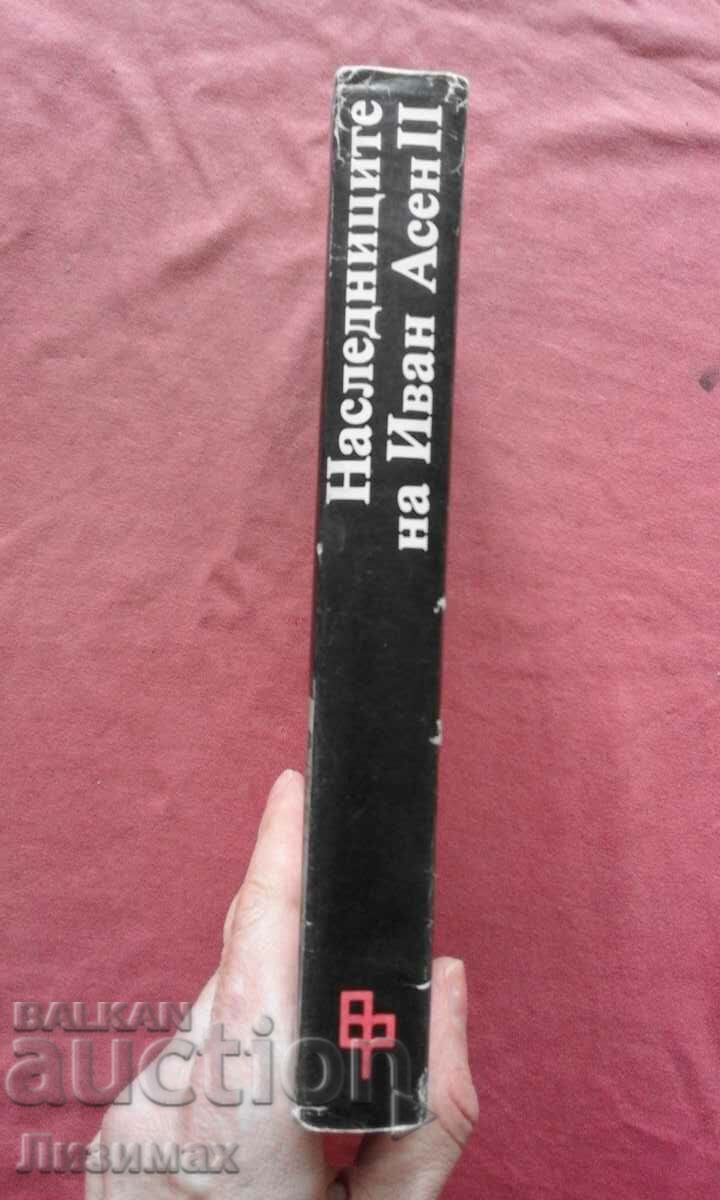 Наследниците
на Иван Асен II
BALKAN
auction
Лизимах